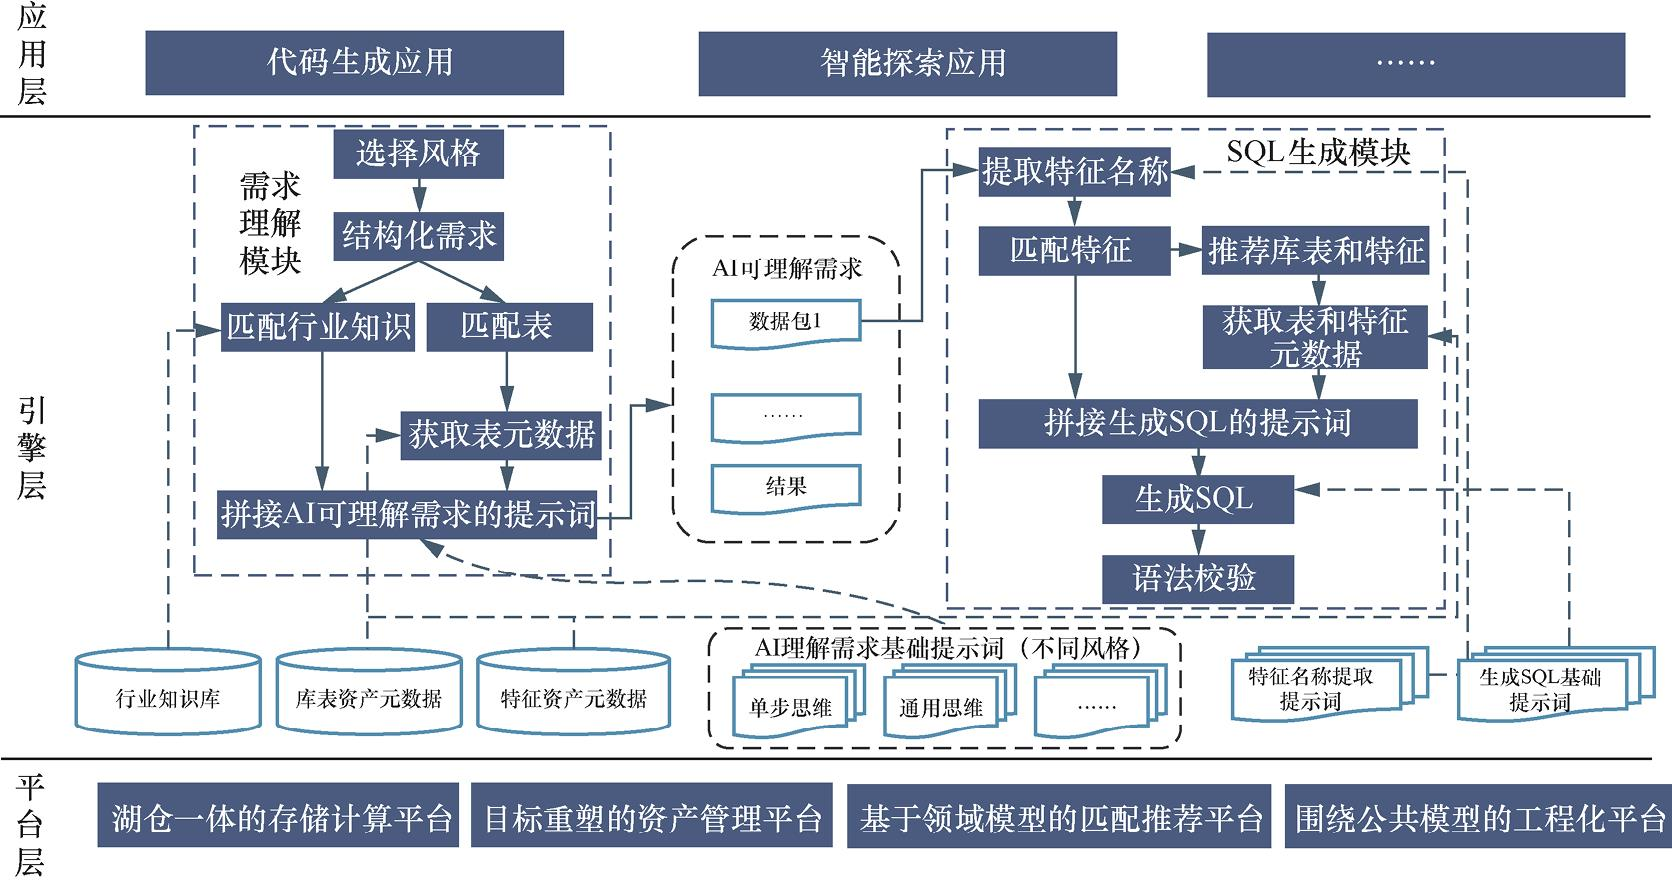 应用层
代码生成应用
智能探索应用
……
引擎层
需求
理解
模块
选择风格
结构化需求
匹配行业知识
匹配表
获取表元数据
拼接AI可理解需求的提示词
AI可理解需求
数据包1
……
结果
SQL生成模块
提取特征名称
匹配特征
推荐库表和特征
获取表和特征
元数据
拼接生成SQL的提示词
生成SQL
语法校验
行业知识库
库表资产元数据
特征资产元数据
AI理解需求基础提示词（不同风格）
单步思维
通用思维
……
特征名称提取
提示词
生成SQL基础
提示词
平台层
湖仓一体的存储计算平台
目标重塑的资产管理平台
基于领域模型的匹配推荐平台
围绕公共模型的工程化平台